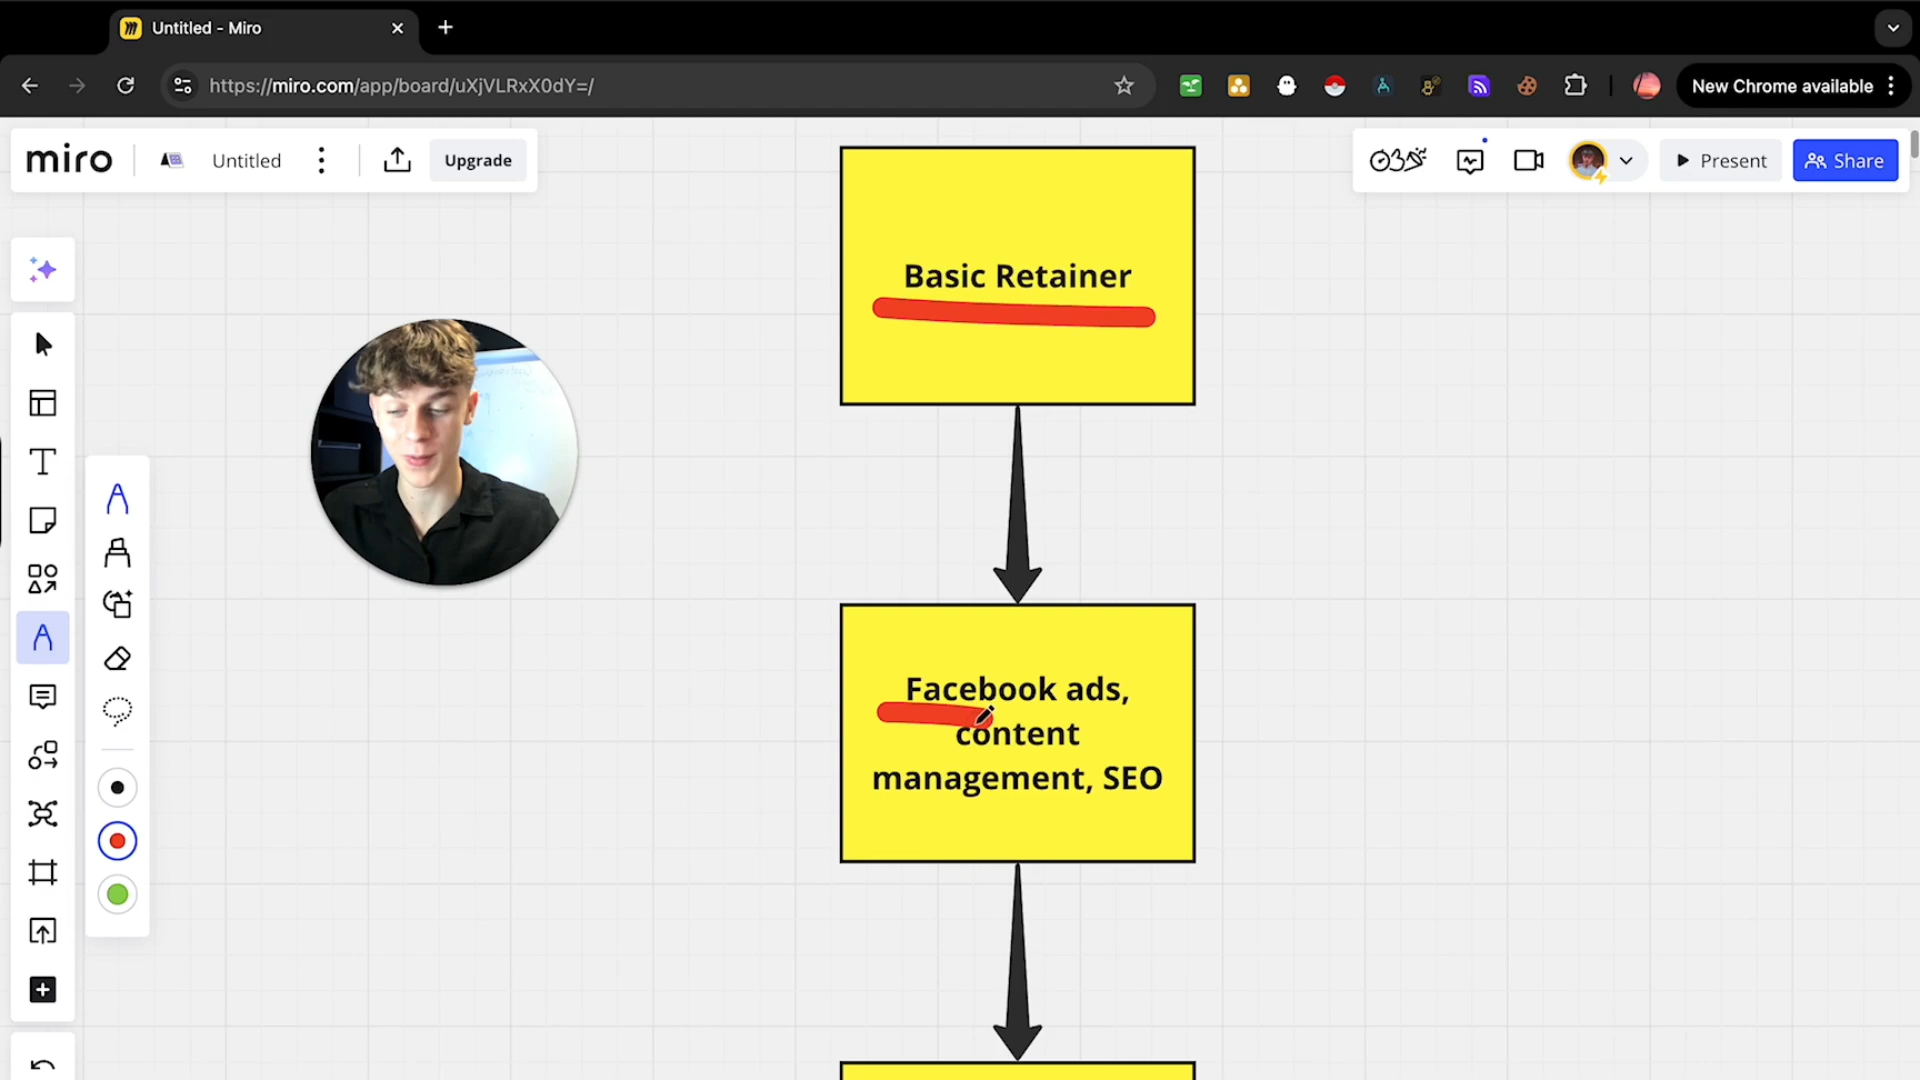 Untitled - Miro
https://miro.com/app/board/uXjVLRxX0dY=/
New Chrome available
miro
Untitled
Upgrade
Present
Share
Basic Retainer
Facebook ads,
content
management, SEO